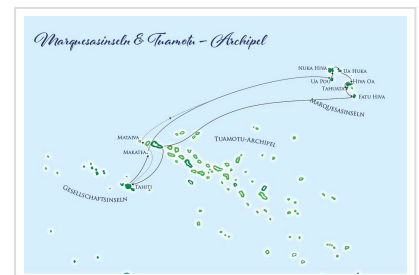 Marquesasinseln & Tuamotu – Archipel
NUKA HIVA
UA HUKA
UA POU
HIVA OA
TAHUATA
FATU HIVA
MARQUESASINSELN
MATAIVA
TUAMOTU-ARCHIPEL
MAKATEA
TAHITI
GESELLSCHAFTSINSELN